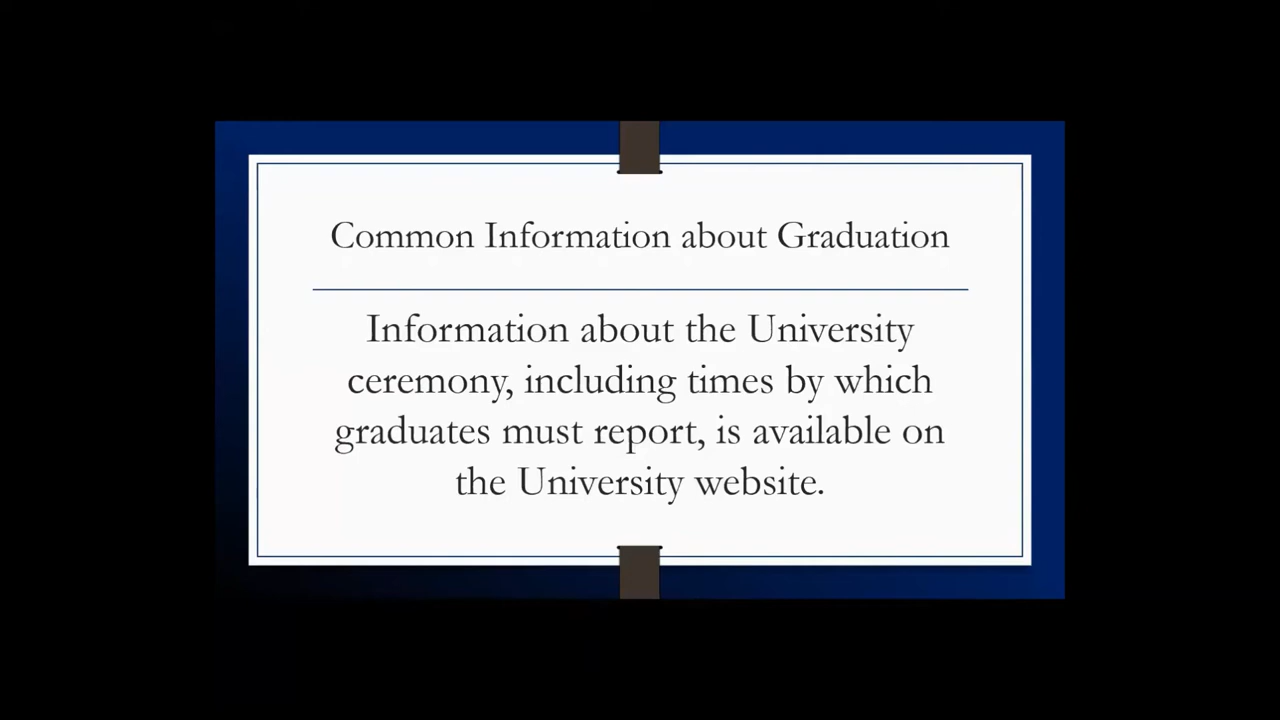 Common Information about Graduation
Information about the University
ceremony, including times by which
graduates must report, is available on
the University website.